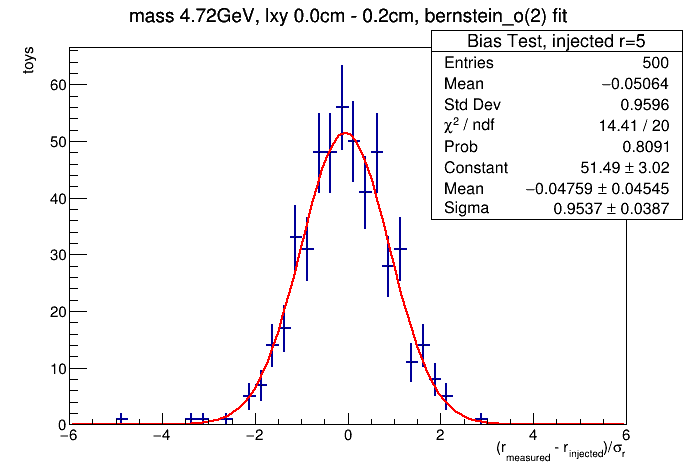 mass 4.72GeV, lxy 0.0cm - 0.2cm, bernstein_o(2) fit
toys
Bias Test, injected r=5
Entries 500
Mean −0.05064
Std Dev 0.9596
χ² / ndf 14.41 / 20
Prob 0.8091
Constant 51.49 ± 3.02
Mean −0.04759 ± 0.04545
Sigma 0.9537 ± 0.0387
60
50
40
30
20
10
0
−6 −4 −2 0 2 4 6
(r_measured - r_injected)/σ_r